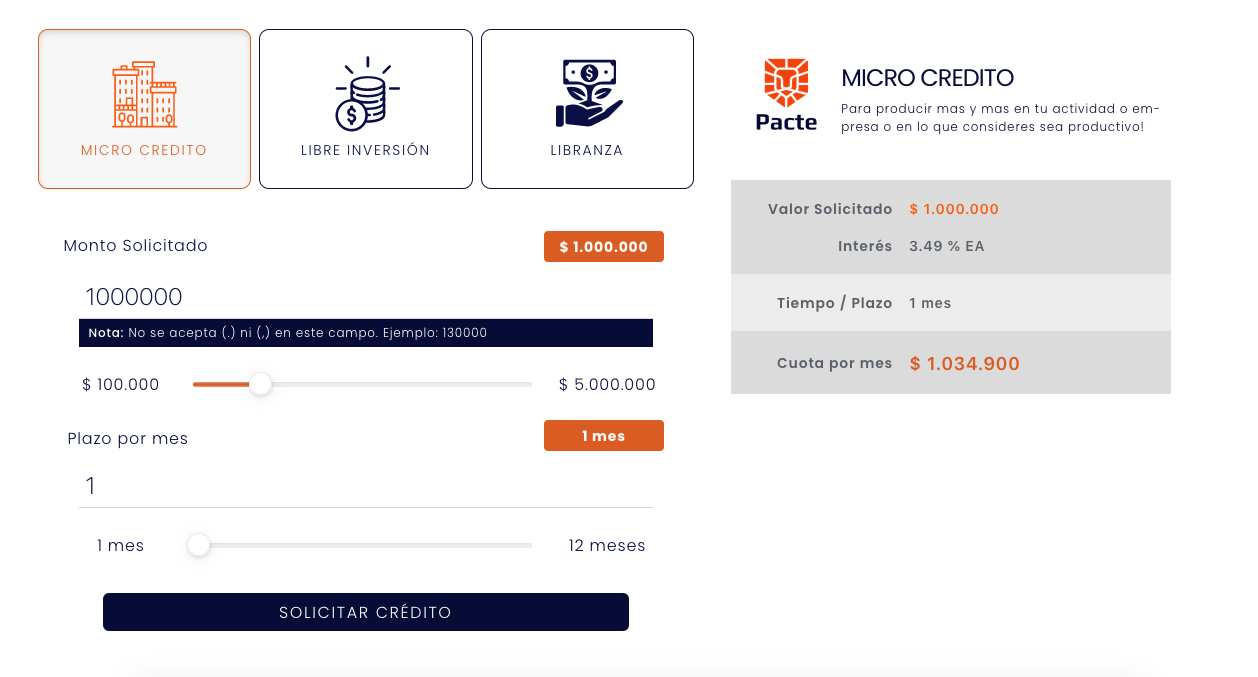 MICRO CREDITO
LIBRE INVERSIÓN
LIBRANZA
Monto Solicitado
$ 1.000.000
1000000
Nota: No se acepta (.) ni (,) en este campo. Ejemplo: 130000
$ 100.000
$ 5.000.000
Plazo por mes
1 mes
1
1 mes
12 meses
SOLICITAR CRÉDITO
Pacte
MICRO CREDITO
Para producir mas y mas en tu actividad o em-
presa o en lo que consideres sea productivo!
Valor Solicitado $ 1.000.000
Interés 3.49 % EA
Tiempo / Plazo 1 mes
Cuota por mes $ 1.034.900